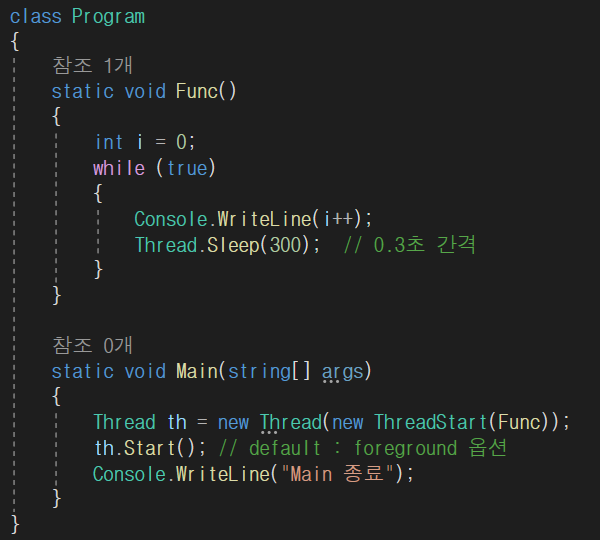 class Program
{
참조 1개
static void Func()
{
int i = 0;
while (true)
{
Console.WriteLine(i++);
Thread.Sleep(300);  // 0.3초 간격
}
}
참조 0개
static void Main(string[] args)
{
Thread th = new Thread(new ThreadStart(Func));
th.Start(); // default : foreground 옵션
Console.WriteLine("Main 종료");
}
}